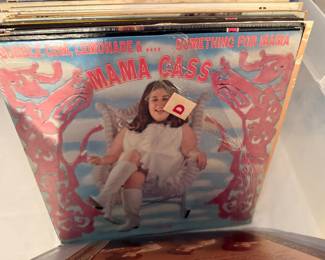 BUBBLE GUM, LEMONADE & .... SOMETHING FOR MAMA
MAMA CASS
D